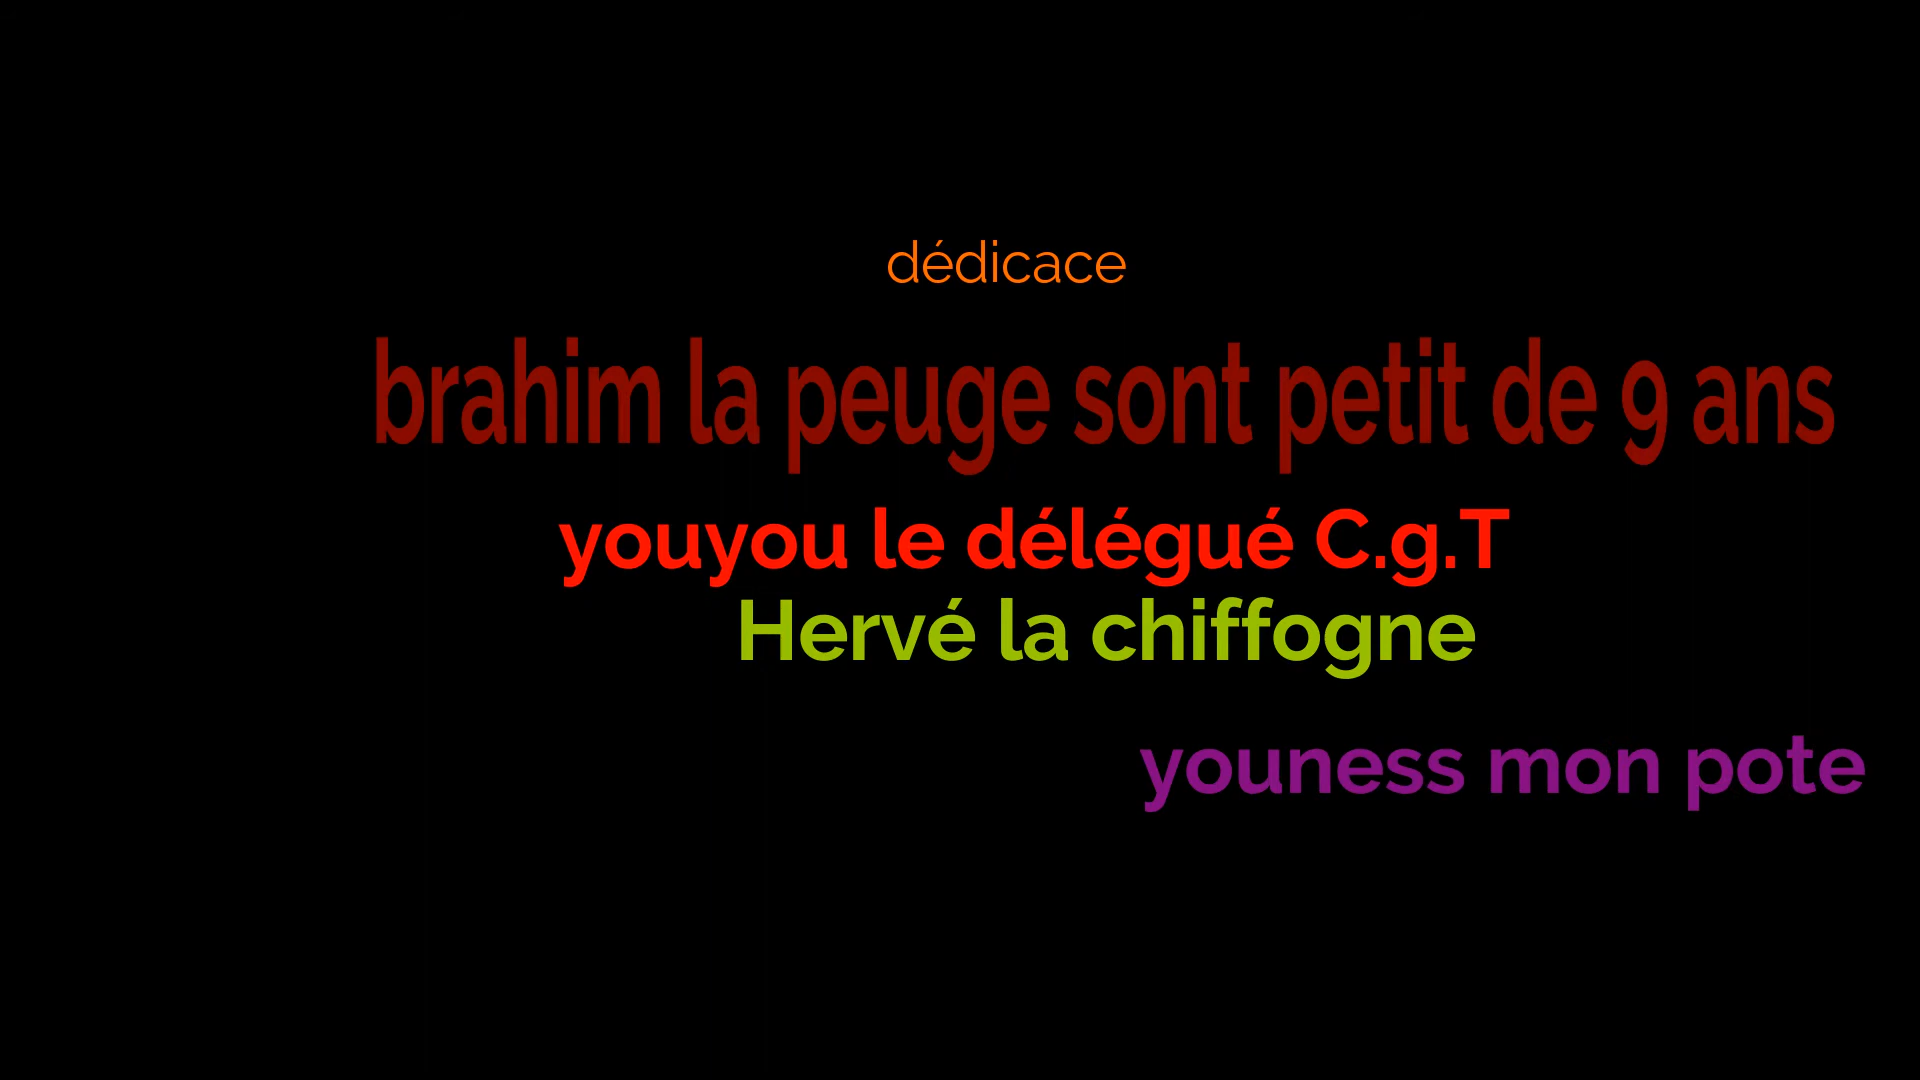 dédicace
brahim la peuge sont petit de 9 ans
youyou le délégué C.g.T
Hervé la chiffogne
youness mon pote